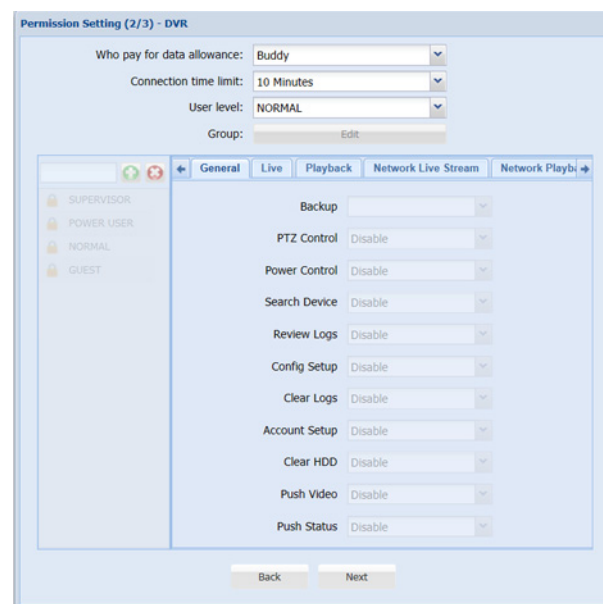 Permission Setting (2/3) - DVR
Who pay for data allowance: Buddy
Connection time limit: 10 Minutes
User level: NORMAL
Group: Edit
General Live Playback Network Live Stream Network Playba
SUPERVISOR
POWER USER
NORMAL
GUEST
Backup
PTZ Control Disable
Power Control Disable
Search Device Disable
Review Logs Disable
Config Setup Disable
Clear Logs Disable
Account Setup Disable
Clear HDD Disable
Push Video Disable
Push Status Disable
Back Next